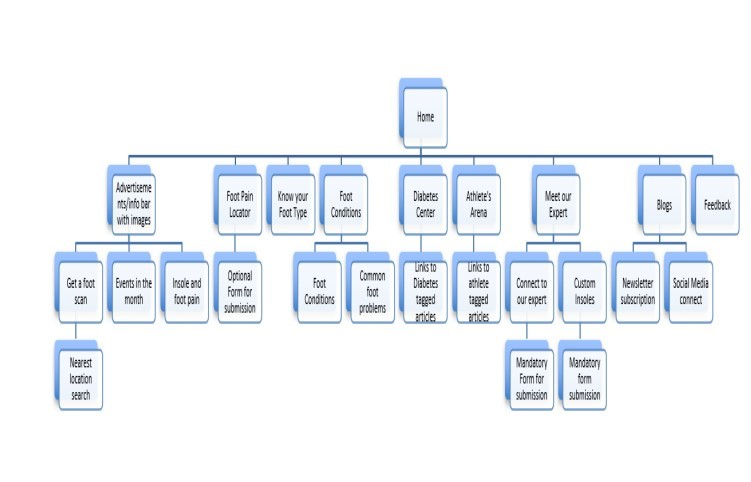 Home
Advertiseme
nts/info bar
with images
Foot Pain
Locator
Know your
Foot Type
Foot
Conditions
Diabetes
Center
Athlete's
Arena
Meet our
Expert
Blogs
Feedback
Get a foot
scan
Events in the
month
Insole and
foot pain
Optional
Form for
submission
Foot
Conditions
Common
foot
problems
Links to
Diabetes
tagged
articles
Links to
athlete
tagged
articles
Connect to
our expert
Custom
Insoles
Newsletter
subscription
Social Media
connect
Nearest
location
search
Mandatory
Form for
submission
Mandatory
form
submission